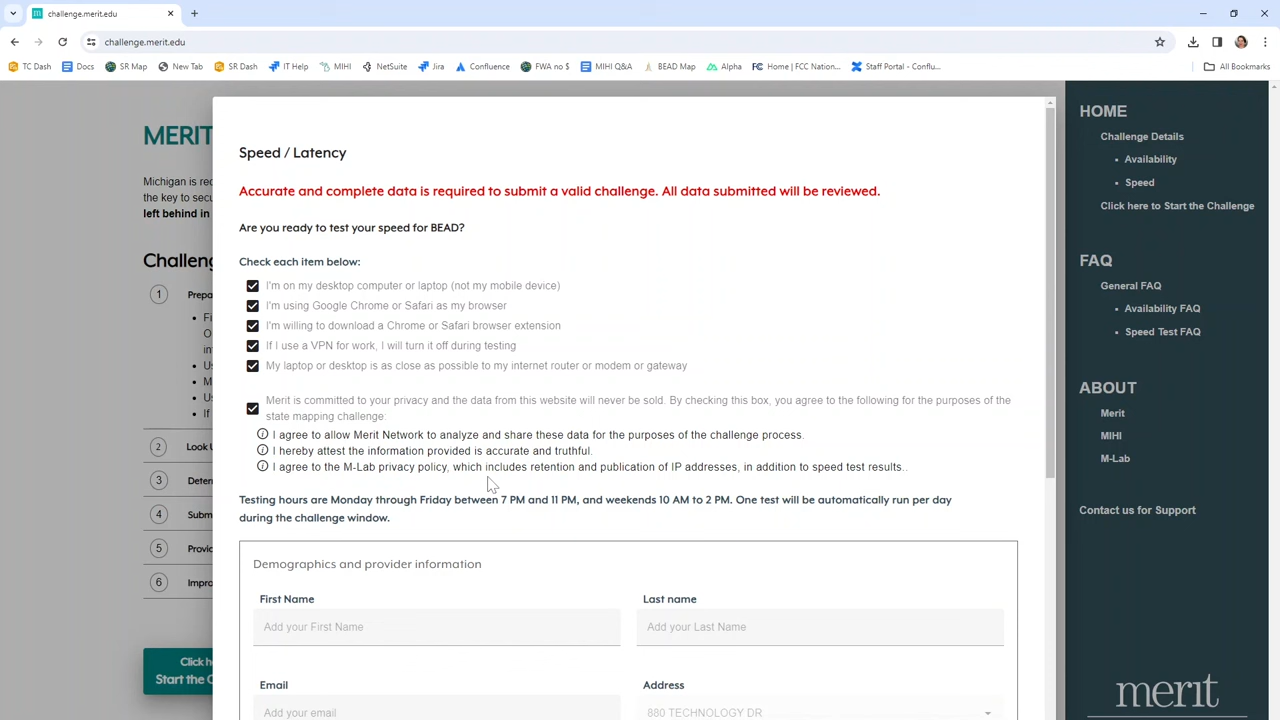 challenge.merit.edu
challenge.merit.edu
TC Dash
Docs
SR Map
New Tab
SR Dash
IT Help
MIHI
NetSuite
Jira
Confluence
FWA no $
MIHI Q&A
BEAD Map
Alpha
Home | FCC Nation...
Staff Portal - Conflu...
All Bookmarks
MERIT
Michigan is rec
the key to secu
left behind in
Challeng
1 Prepa
Fi
O
in
Us
M
Us
If
2 Look U
3 Deter
4 Subm
5 Provid
6 Impro
Click h
Start the C
Speed / Latency
Accurate and complete data is required to submit a valid challenge. All data submitted will be reviewed.
Are you ready to test your speed for BEAD?
Check each item below:
I'm on my desktop computer or laptop (not my mobile device)
I'm using Google Chrome or Safari as my browser
I'm willing to download a Chrome or Safari browser extension
If I use a VPN for work, I will turn it off during testing
My laptop or desktop is as close as possible to my internet router or modem or gateway
Merit is committed to your privacy and the data from this website will never be sold. By checking this box, you agree to the following for the purposes of the
state mapping challenge:
I agree to allow Merit Network to analyze and share these data for the purposes of the challenge process.
I hereby attest the information provided is accurate and truthful.
I agree to the M-Lab privacy policy, which includes retention and publication of IP addresses, in addition to speed test results..
Testing hours are Monday through Friday between 7 PM and 11 PM, and weekends 10 AM to 2 PM. One test will be automatically run per day
during the challenge window.
Demographics and provider information
First Name
Last name
Add your First Name
Add your Last Name
Email
Address
Add your email
880 TECHNOLOGY DR
HOME
Challenge Details
Availability
Speed
Click here to Start the Challenge
FAQ
General FAQ
Availability FAQ
Speed Test FAQ
ABOUT
Merit
MIHI
M-Lab
Contact us for Support
merit